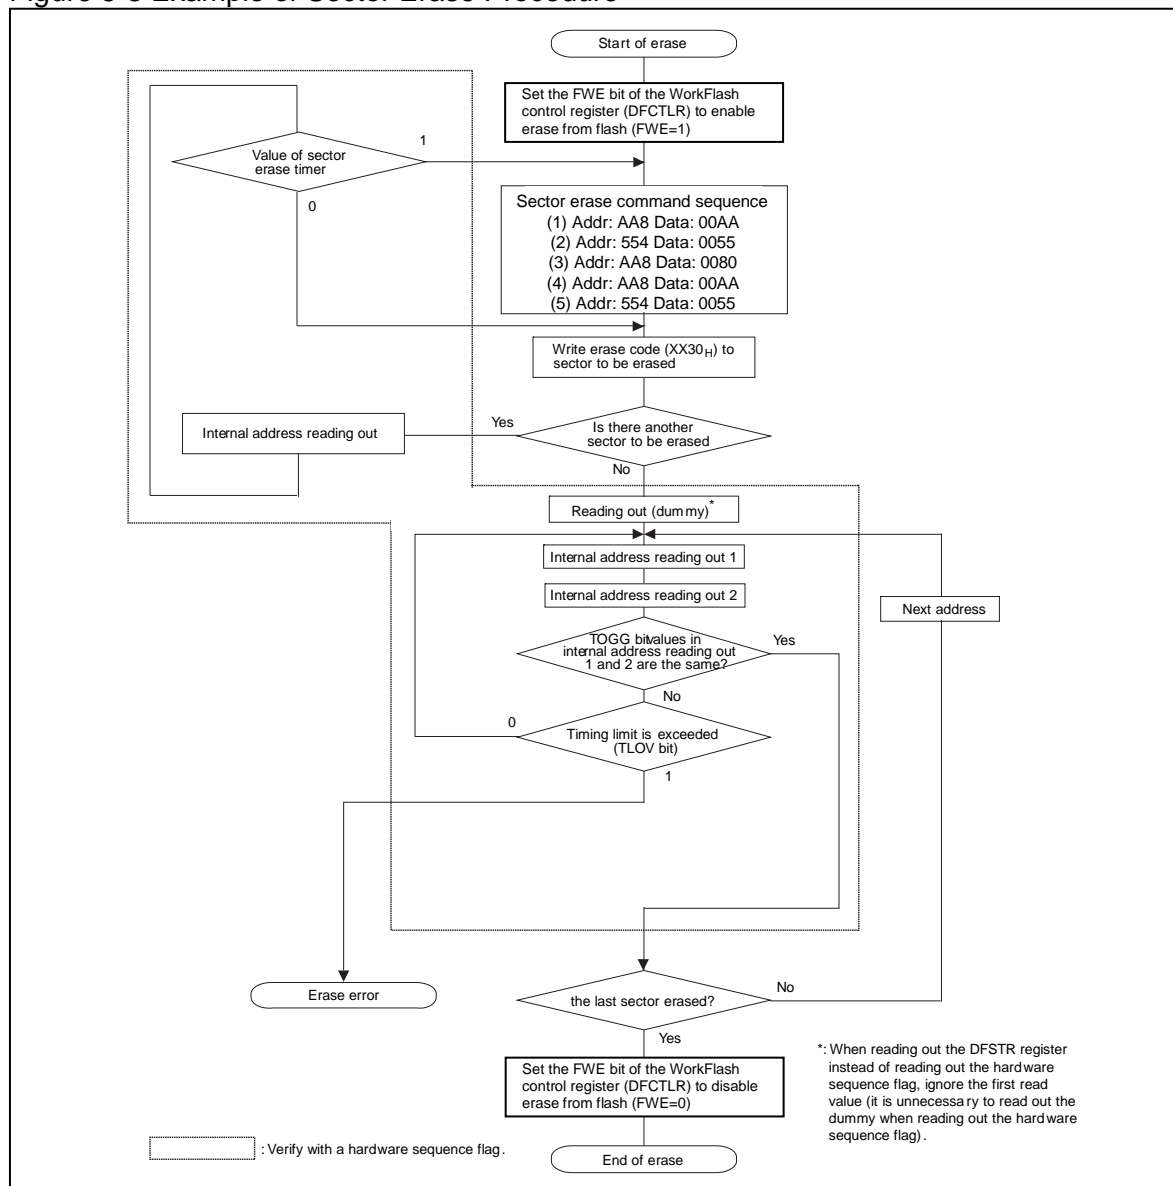 Start of erase
Set the FWE bit of the WorkFlash
control register (DFCTLR) to enable
erase from flash (FWE=1)
Value of sector
erase timer
1
0
Sector erase command sequence
(1) Addr: AA8 Data: 00AA
(2) Addr: 554 Data: 0055
(3) Addr: AA8 Data: 0080
(4) Addr: AA8 Data: 00AA
(5) Addr: 554 Data: 0055
Write erase code (XX30H) to
sector to be erased
Internal address reading out
Yes
Is there another
sector to be erased
No
Reading out (dummy)*
Internal address reading out 1
Internal address reading out 2
Next address
TOGG bit values in
internal address reading out
1 and 2 are the same?
Yes
No
0
Timing limit is exceeded
(TLOV bit)
1
Erase error
the last sector erased?
No
Yes
Set the FWE bit of the WorkFlash
control register (DFCTLR) to disable
erase from flash (FWE=0)
*: When reading out the DFSTR register
instead of reading out the hardware
sequence flag, ignore the first read
value (it is unnecessary to read out the
dummy when reading out the hardware
sequence flag).
: Verify with a hardware sequence flag.
End of erase